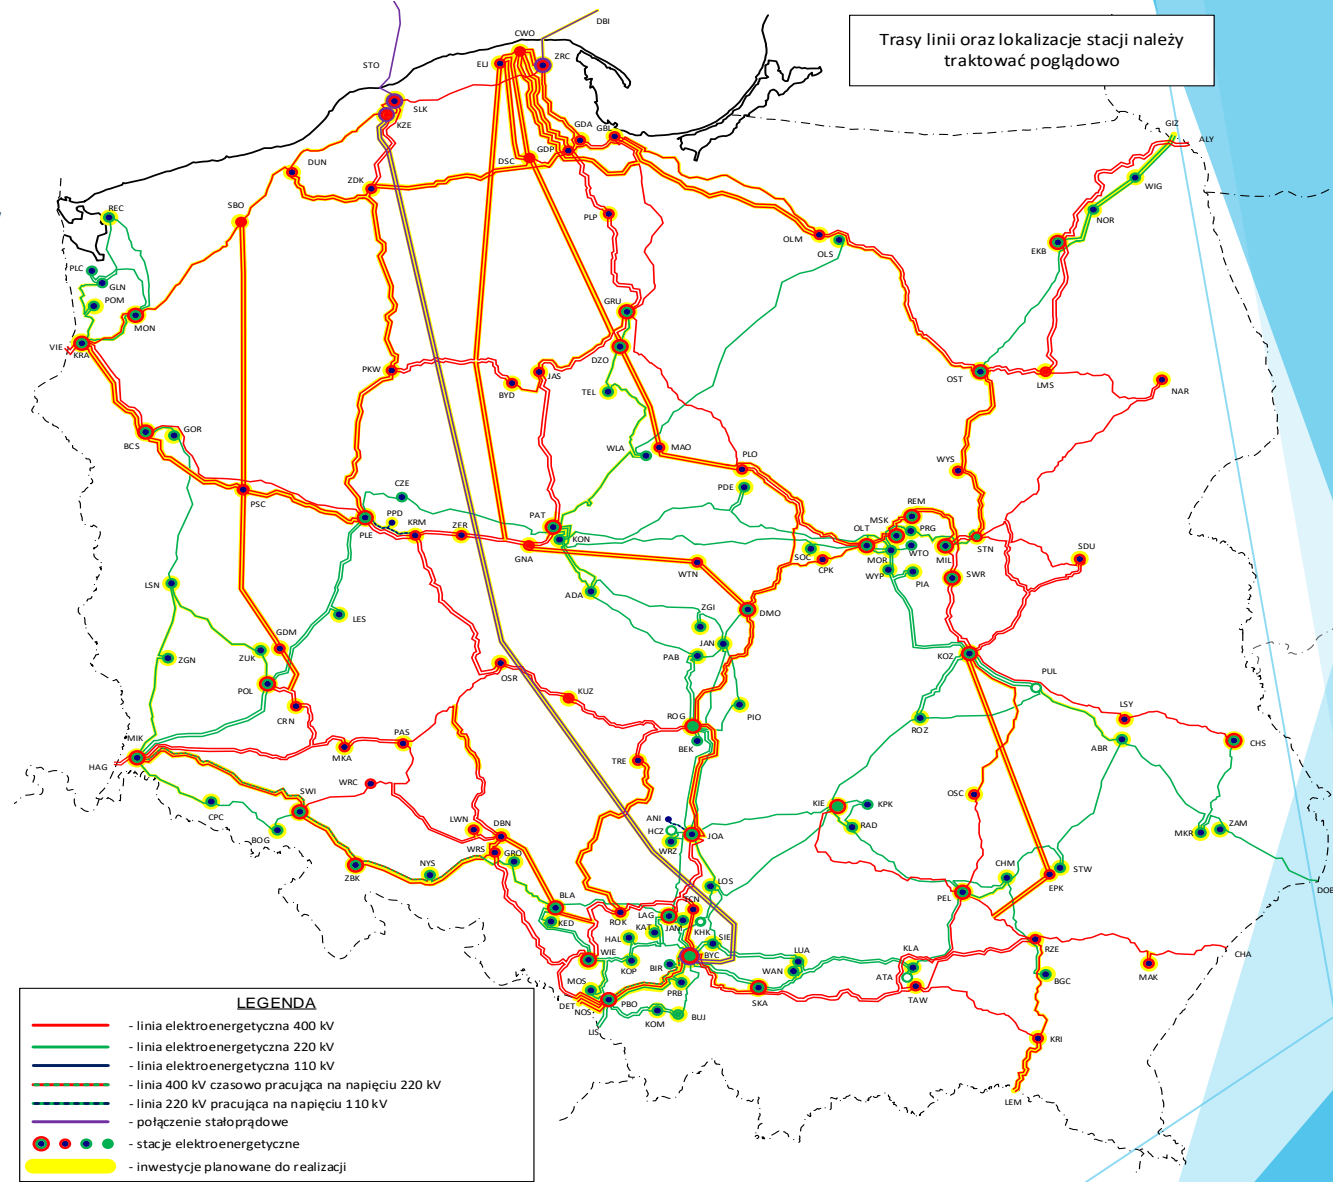 Trasy linii oraz lokalizacje stacji należy
traktować poglądowo
DBI
CWO
STO
ELJ
ZRC
SLK
KZE
GDA
GBL
GDP
DSC
GIZ
ALY
DUN
ZDK
WIG
REC
SBO
PLP
NOR
OLM
OLS
EKB
PLC
GLN
POM
MON
GRU
VIE
KRA
DZO
PKW
BYD
JAS
TEL
OST
LMS
NAR
BCS
GOR
WLA
MAO
PLO
WYS
PSC
CZE
PDE
PPD
PLE
KRM
ZER
PAT
KON
GNA
REM
MSK
PRG
OLT
MOR
WTO
MIL
STN
SOC
CPK
WYP
PIA
SWR
SDU
WTN
LSN
ADA
LES
ZGI
DMO
GDM
ZUK
ZGN
POL
CRN
JAN
PAB
KOZ
PUL
OSR
KUZ
LSY
MIK
HAG
MKA
PAS
ROG
BEK
PIO
ROZ
ABR
CHS
TRE
WRC
SWI
CPC
BOG
LWN
DBN
WRS
GRO
ANI
HCZ
WRZ
JOA
KIE
KPK
RAD
OSC
MKR
ZAM
ZBK
NYS
LOS
CHM
STW
EPK
PEL
DOB
BLA
KED
ROK
LAG
TCN
KAT
JAM
KHK
HAL
SIE
WIE
KOP
BIR
BYC
LUA
WAN
KLA
ATA
TAW
RZE
CHA
MAK
BGC
MOS
DET
NOS
PBO
PRB
SKA
LIS
KOM
BUJ
KRI
LEM
LEGENDA
- linia elektroenergetyczna 400 kV
- linia elektroenergetyczna 220 kV
- linia elektroenergetyczna 110 kV
- linia 400 kV czasowo pracująca na napięciu 220 kV
- linia 220 kV pracująca na napięciu 110 kV
- połączenie stałoprądowe
- stacje elektroenergetyczne
- inwestycje planowane do realizacji